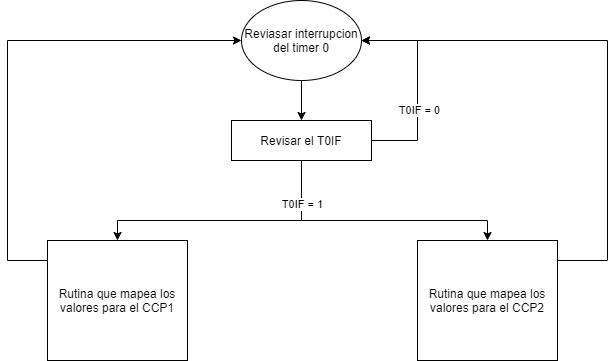 Reviasar interrupcion
del timer 0
T0IF = 0
Revisar el T0IF
T0IF = 1
Rutina que mapea los
valores para el CCP1
Rutina que mapea los
valores para el CCP2